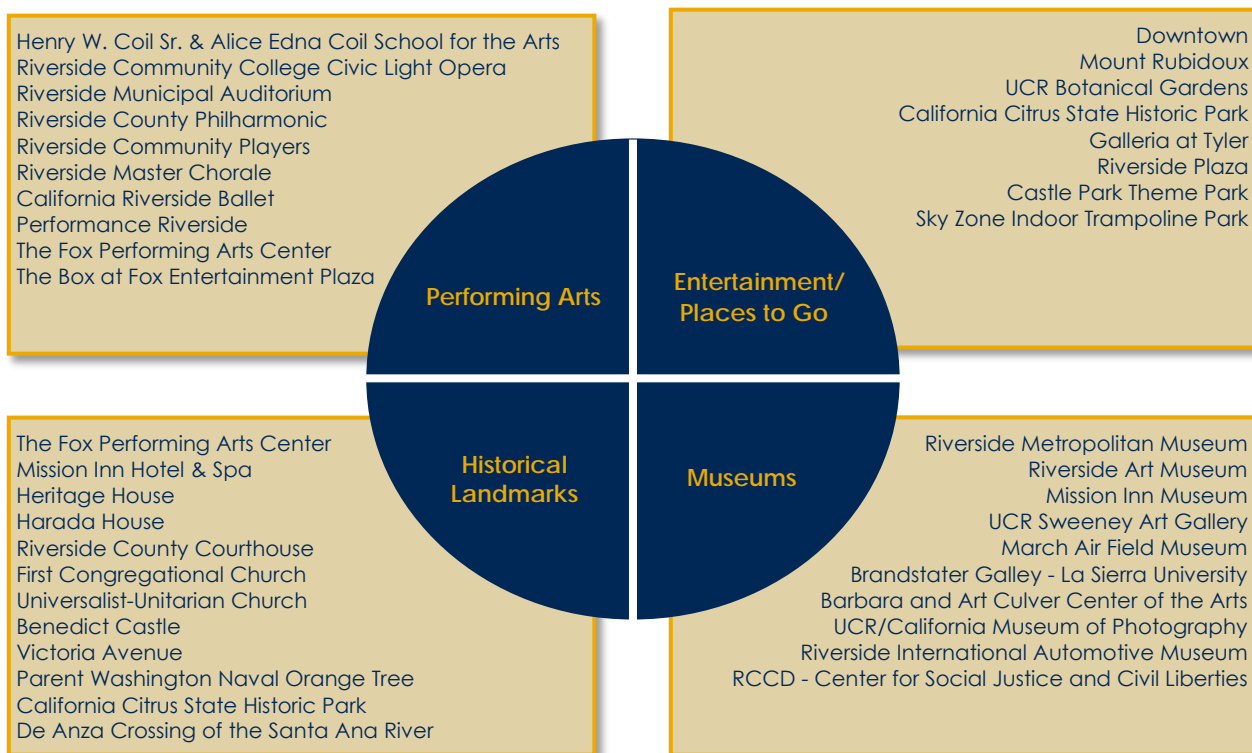 Henry W. Coil Sr. & Alice Edna Coil School for the Arts
Riverside Community College Civic Light Opera
Riverside Municipal Auditorium
Riverside County Philharmonic
Riverside Community Players
Riverside Master Chorale
California Riverside Ballet
Performance Riverside
The Fox Performing Arts Center
The Box at Fox Entertainment Plaza
Performing Arts
Downtown
Mount Rubidoux
UCR Botanical Gardens
California Citrus State Historic Park
Galleria at Tyler
Riverside Plaza
Castle Park Theme Park
Sky Zone Indoor Trampoline Park
Entertainment/
Places to Go
The Fox Performing Arts Center
Mission Inn Hotel & Spa
Heritage House
Harada House
Riverside County Courthouse
First Congregational Church
Universalist-Unitarian Church
Benedict Castle
Victoria Avenue
Parent Washington Naval Orange Tree
California Citrus State Historic Park
De Anza Crossing of the Santa Ana River
Historical
Landmarks
Museums
Riverside Metropolitan Museum
Riverside Art Museum
Mission Inn Museum
UCR Sweeney Art Gallery
March Air Field Museum
Brandstater Galley - La Sierra University
Barbara and Art Culver Center of the Arts
UCR/California Museum of Photography
Riverside International Automotive Museum
RCCD - Center for Social Justice and Civil Liberties